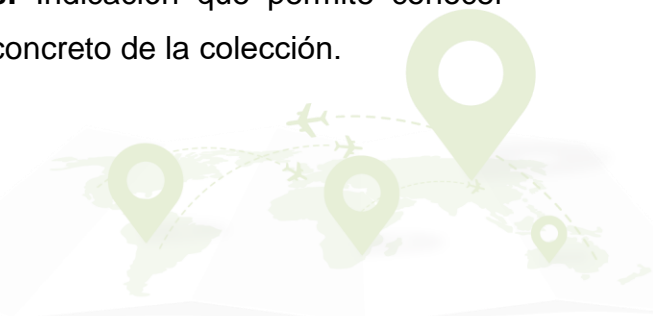 indicación que permite conocer
concreto de la colección.